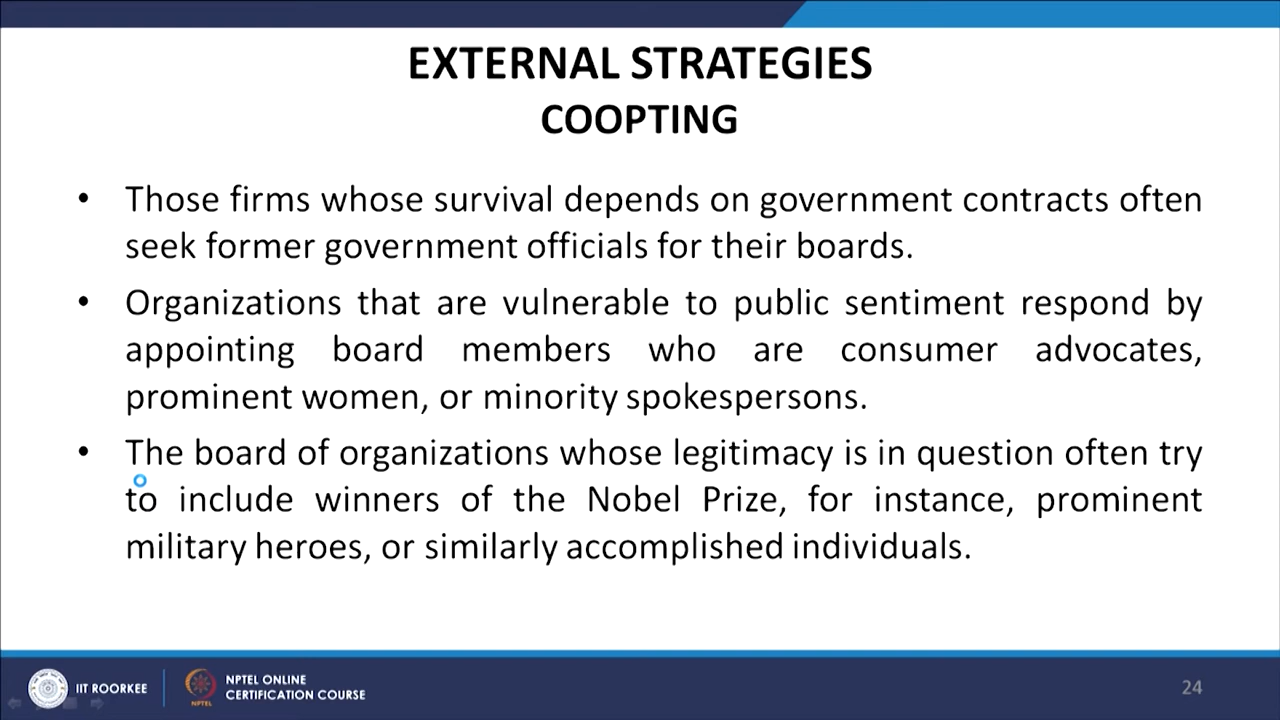 EXTERNAL STRATEGIES
COOPTING
• Those firms whose survival depends on government contracts often
seek former government officials for their boards.
• Organizations that are vulnerable to public sentiment respond by
appointing board members who are consumer advocates,
prominent women, or minority spokespersons.
• The board of organizations whose legitimacy is in question often try
to include winners of the Nobel Prize, for instance, prominent
military heroes, or similarly accomplished individuals.
IIT ROORKEE
NPTEL
NPTEL ONLINE
CERTIFICATION COURSE
24